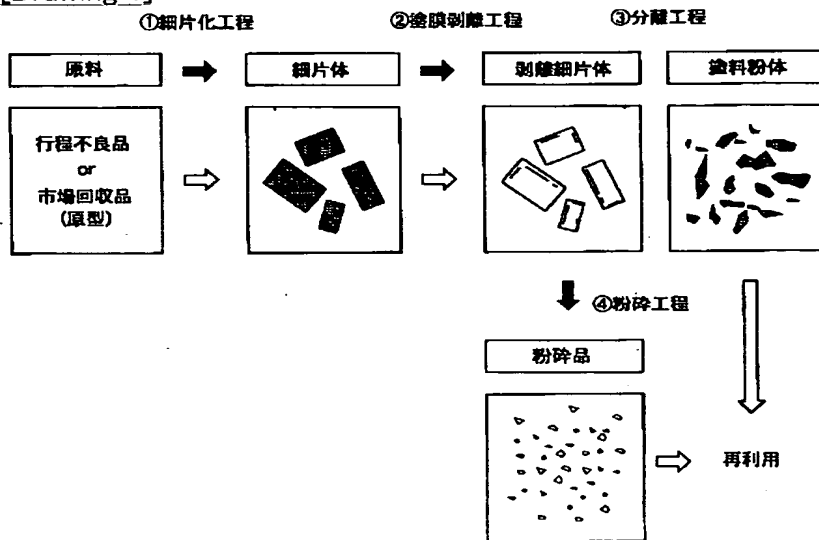 ①細片化工程 ②塗膜剥離工程 ③分離工程
原料 細片体 剥離細片体 塗料粉体
行程不良品
or
市場回収品
(原型)
④粉砕工程
粉砕品
再利用